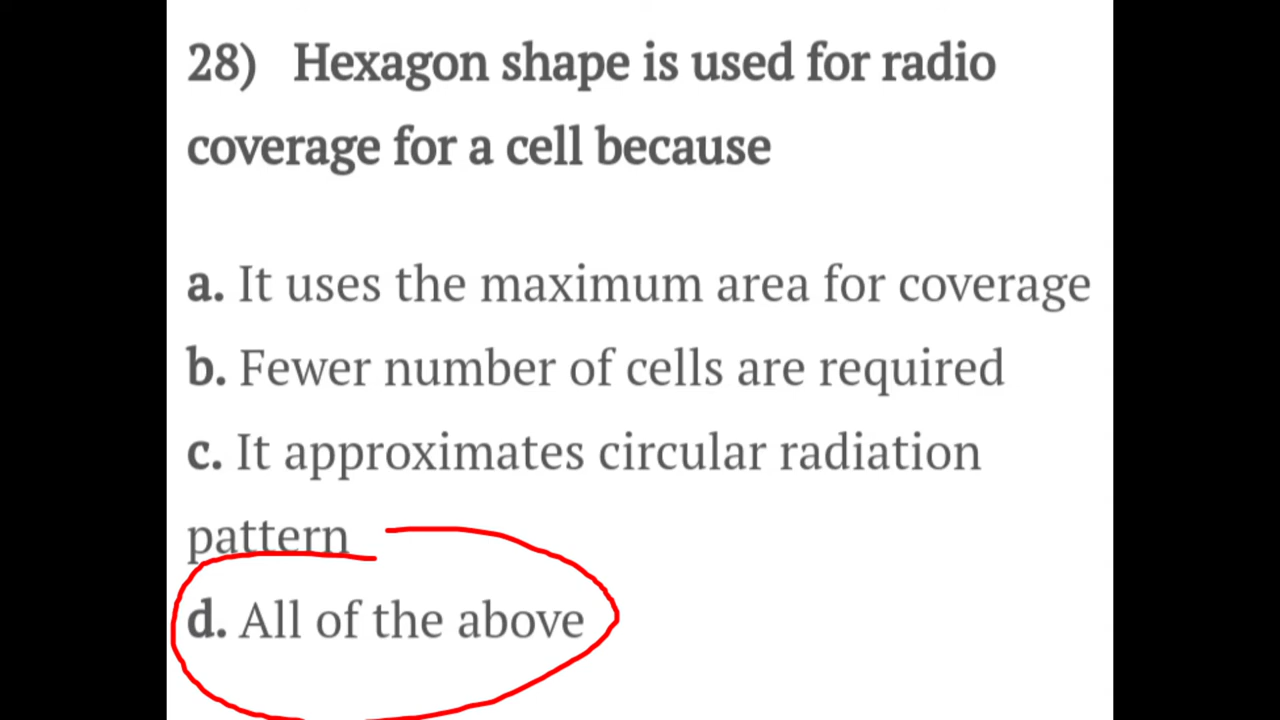 28) Hexagon shape is used for radio
coverage for a cell because
a. It uses the maximum area for coverage
b. Fewer number of cells are required
c. It approximates circular radiation
pattern
d. All of the above